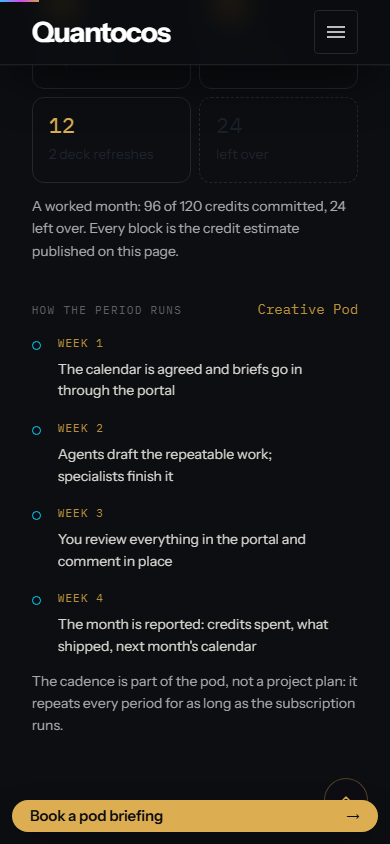 Quantocos
12
24
2 deck refreshes
left over
A worked month: 96 of 120 credits committed, 24
left over. Every block is the credit estimate
published on this page.
HOW THE PERIOD RUNS
Creative Pod
WEEK 1
The calendar is agreed and briefs go in
through the portal
WEEK 2
Agents draft the repeatable work;
specialists finish it
WEEK 3
You review everything in the portal and
comment in place
WEEK 4
The month is reported: credits spent, what
shipped, next month's calendar
The cadence is part of the pod, not a project plan: it
repeats every period for as long as the subscription
runs.
Book a pod briefing →